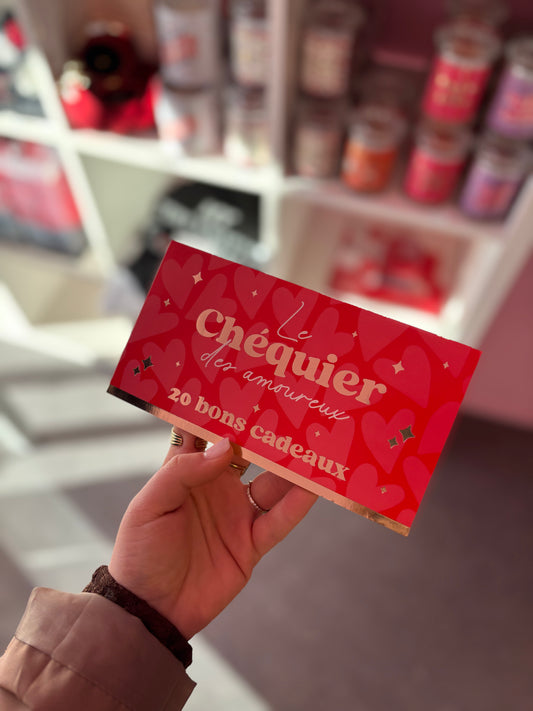 Le
Chéquier
des amoureux
20 bons cadeaux